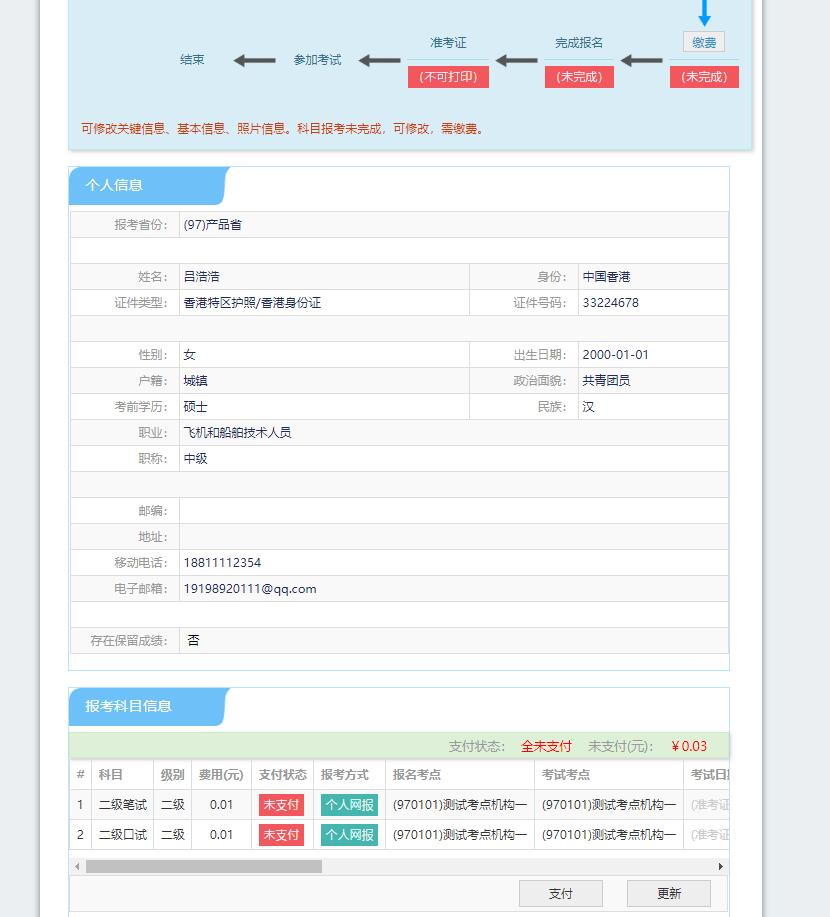 结束
参加考试
准考证
(不可打印)
完成报名
(未完成)
缴费
(未完成)
可修改关键信息、基本信息、照片信息。科目报考未完成，可修改，需缴费。
个人信息
报考省份： (97)产品省
姓名： 吕浩浩 身份： 中国香港
证件类型： 香港特区护照/香港身份证 证件号码： 33224678
性别： 女 出生日期： 2000-01-01
户籍： 城镇 政治面貌： 共青团员
考前学历： 硕士 民族： 汉
职业： 飞机和船舶技术人员
职称： 中级
邮编：
地址：
移动电话： 18811112354
电子邮箱： 19198920111@qq.com
存在保留成绩： 否
报考科目信息
支付状态： 全未支付 未支付(元)： ￥0.03
# 科目 级别 费用(元) 支付状态 报考方式 报名考点 考试考点 考试日
1 二级笔试 二级 0.01 未支付 个人网报 (970101)测试考点机构一 (970101)测试考点机构一 (准考证
2 二级口试 二级 0.01 未支付 个人网报 (970101)测试考点机构一 (970101)测试考点机构一 (准考证
支付 更新